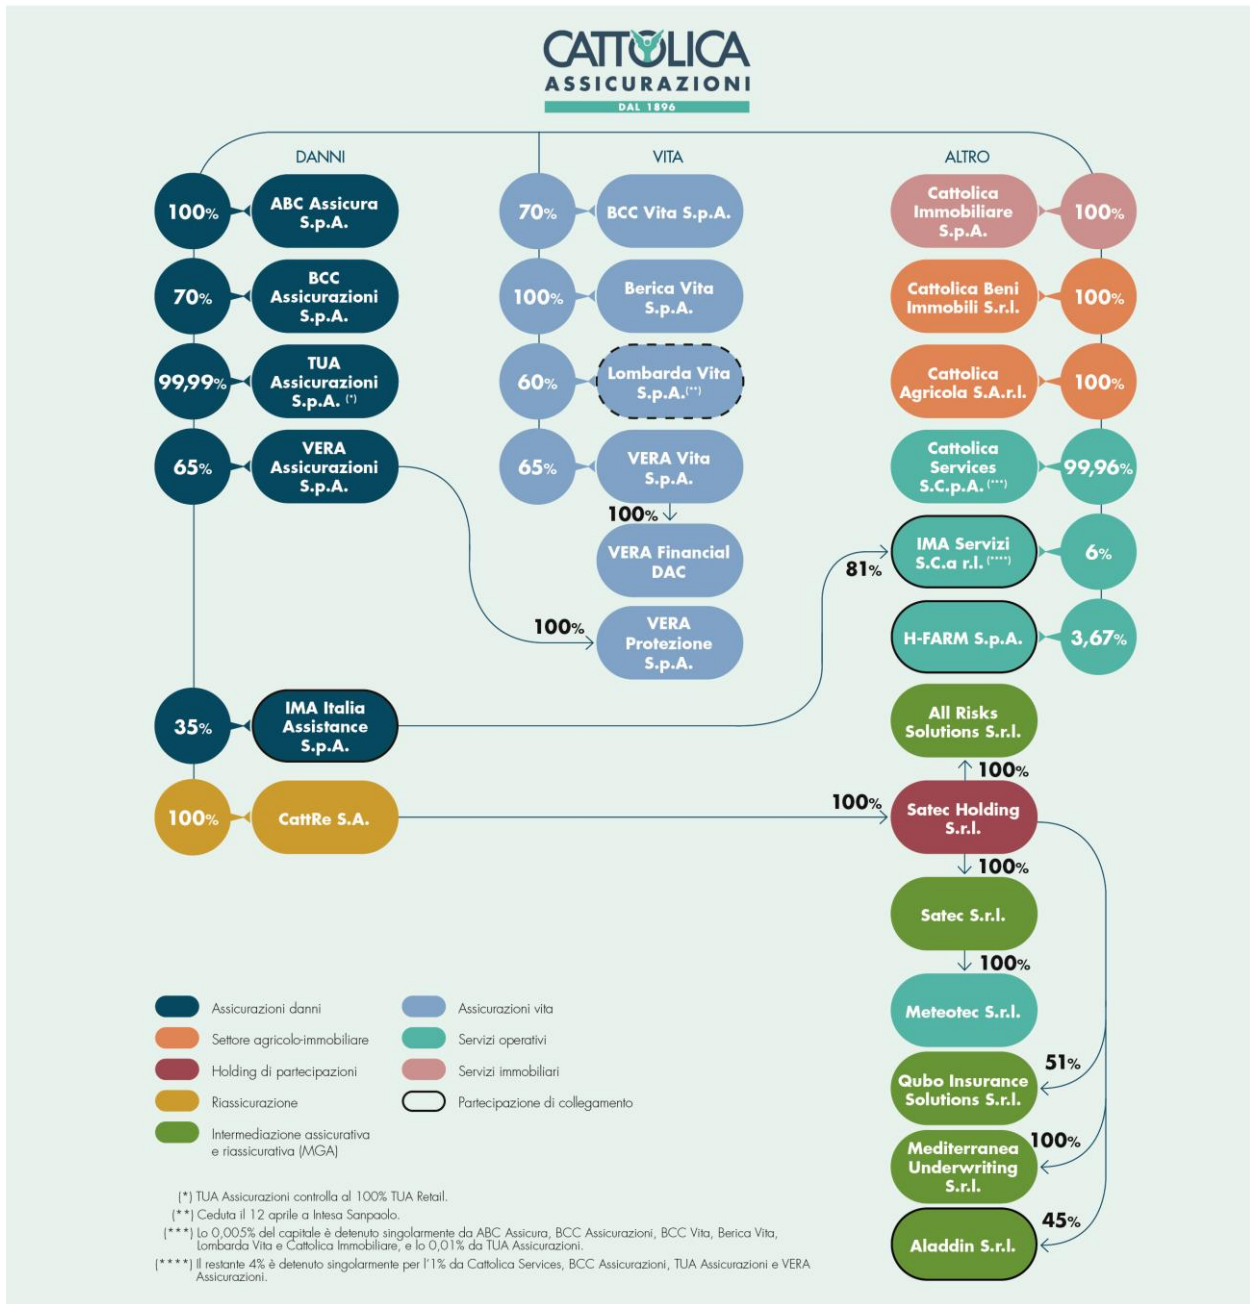 CATTOLICA
ASSICURAZIONI
DAL 1896
DANNI
VITA
ALTRO
100%
ABC Assicura
S.p.A.
70%
BCC
Assicurazioni
S.p.A.
99,99%
TUA
Assicurazioni
S.p.A. (*)
65%
VERA
Assicurazioni
S.p.A.
35%
IMA Italia
Assistance
S.p.A.
100%
CattRe S.A.
70%
BCC Vita S.p.A.
100%
Berica Vita
S.p.A.
60%
Lombarda Vita
S.p.A.(**)
65%
VERA Vita
S.p.A.
100%
VERA Financial
DAC
100%
VERA
Protezione
S.p.A.
Cattolica
Immobiliare
S.p.A.
100%
Cattolica Beni
Immobili S.r.l.
100%
Cattolica
Agricola S.A.r.l.
100%
Cattolica
Services
S.C.p.A. (***)
99,96%
81%
IMA Servizi
S.C.a r.l. (****)
6%
H-FARM S.p.A.
3,67%
All Risks
Solutions S.r.l.
100%
100%
Satec Holding
S.r.l.
100%
Satec S.r.l.
100%
Meteotec S.r.l.
51%
Qubo Insurance
Solutions S.r.l.
100%
Mediterranea
Underwriting
S.r.l.
45%
Aladdin S.r.l.
Assicurazioni danni
Settore agricolo-immobiliare
Holding di partecipazioni
Riassicurazione
Intermediazione assicurativa
e riassicurativa (MGA)
Assicurazioni vita
Servizi operativi
Servizi immobiliari
Partecipazione di collegamento
(*) TUA Assicurazioni controlla al 100% TUA Retail.
(**) Ceduta il 12 aprile a Intesa Sanpaolo.
(***) Lo 0,005% del capitale è detenuto singolarmente da ABC Assicura, BCC Assicurazioni, BCC Vita, Berica Vita,
Lombarda Vita e Cattolica Immobiliare, e lo 0,01% da TUA Assicurazioni.
(****) Il restante 4% è detenuto singolarmente per l'1% da Cattolica Services, BCC Assicurazioni, TUA Assicurazioni e VERA
Assicurazioni.